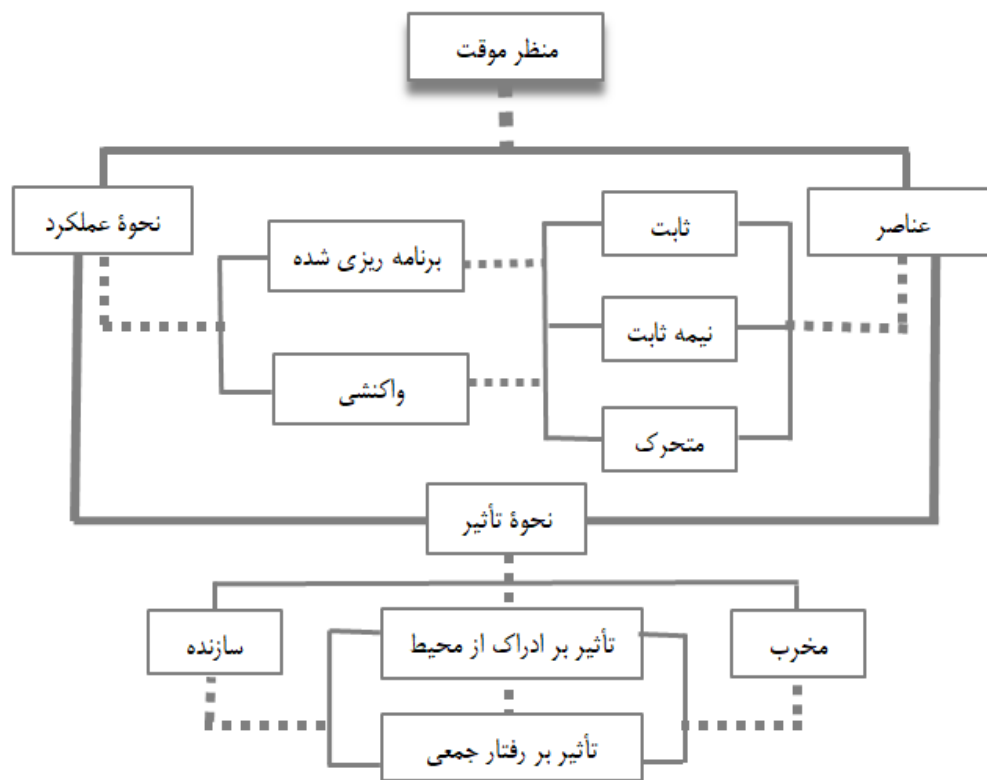 منظر موقت
عناصر
نحوۀ عملکرد
ثابت
برنامه ریزی شده
نیمه ثابت
واکنشی
متحرک
نحوۀ تأثیر
مخرب
تأثیر بر ادراک از محیط
سازنده
تأثیر بر رفتار جمعی